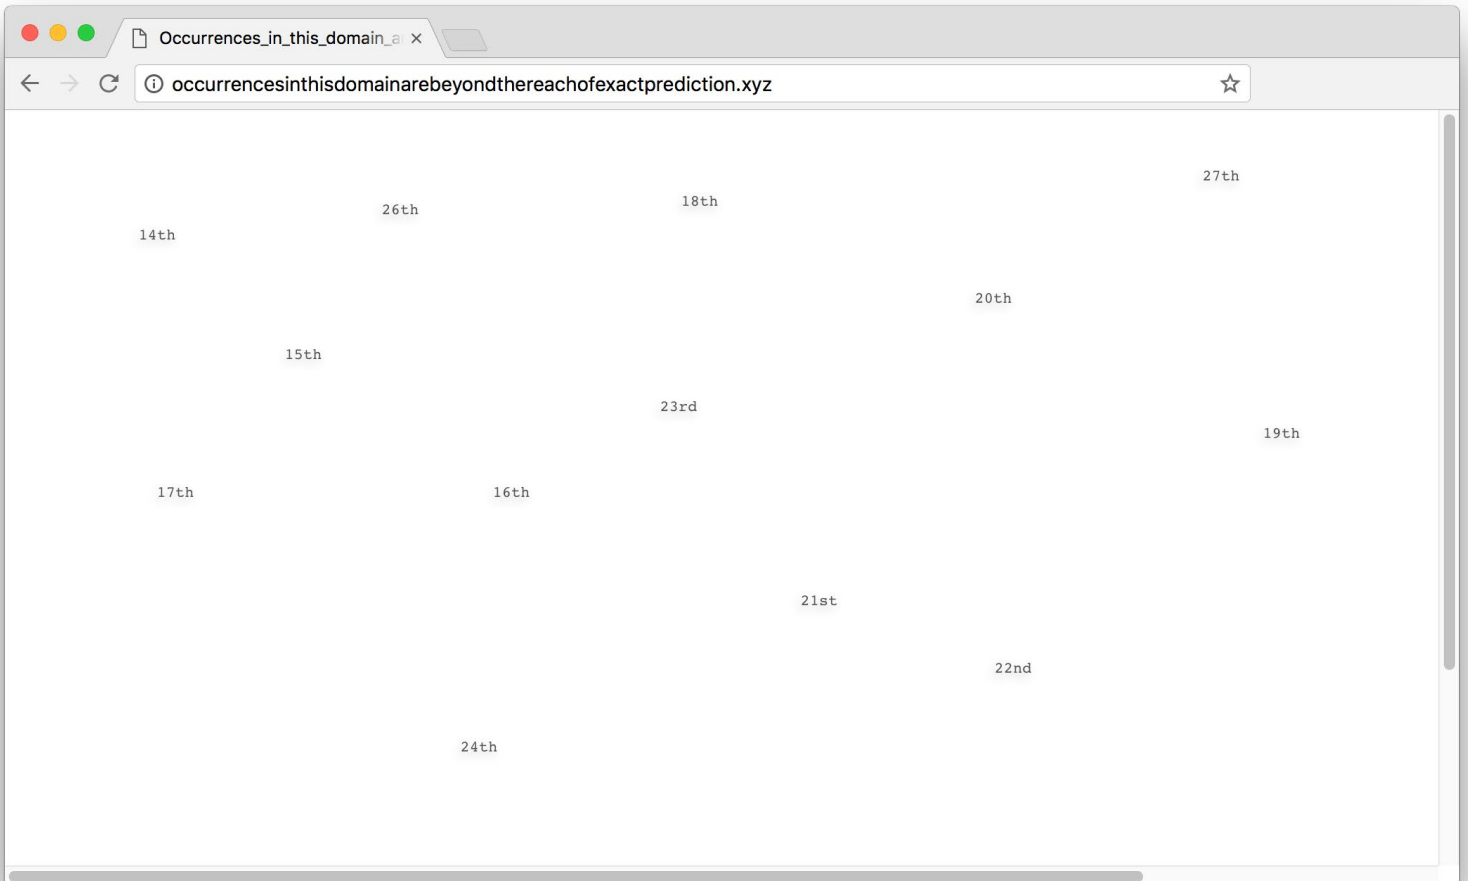 Occurrences_in_this_domain_a
occurrencesinthisdomainarebeyondthereachofexactprediction.xyz
27th
18th
26th
14th
20th
15th
23rd
19th
17th
16th
21st
22nd
24th